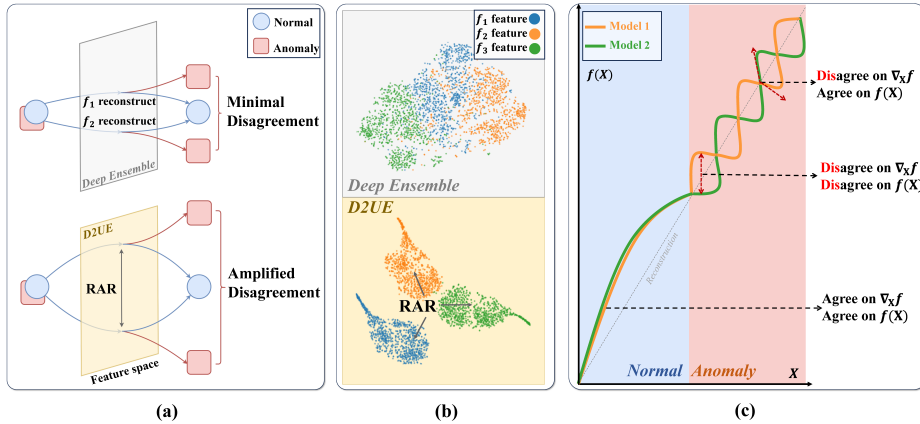 Normal
Anomaly
f₁ reconstruct
f₂ reconstruct
Minimal
Disagreement
Deep Ensemble
D2UE
RAR
Amplified
Disagreement
Feature space
(a)
f₁ feature
f₂ feature
f₃ feature
Deep Ensemble
D2UE
RAR
(b)
Model 1
Model 2
f(X)
Disagree on ∇ₓf
Agree on f(X)
Disagree on ∇ₓf
Disagree on f(X)
Reconstruction
Agree on ∇ₓf
Agree on f(X)
Normal
Anomaly
X
(c)